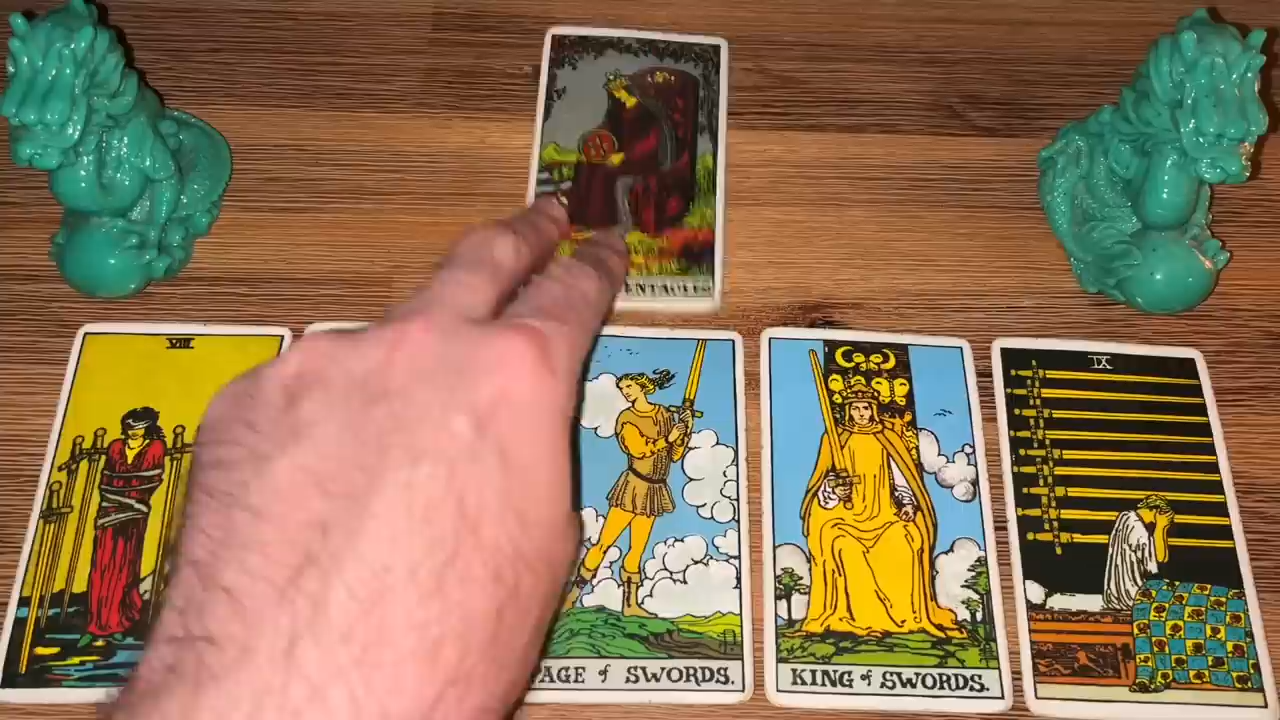 ENTACLES
VIII
AGE of SWORDS.
KING of SWORDS.
IX